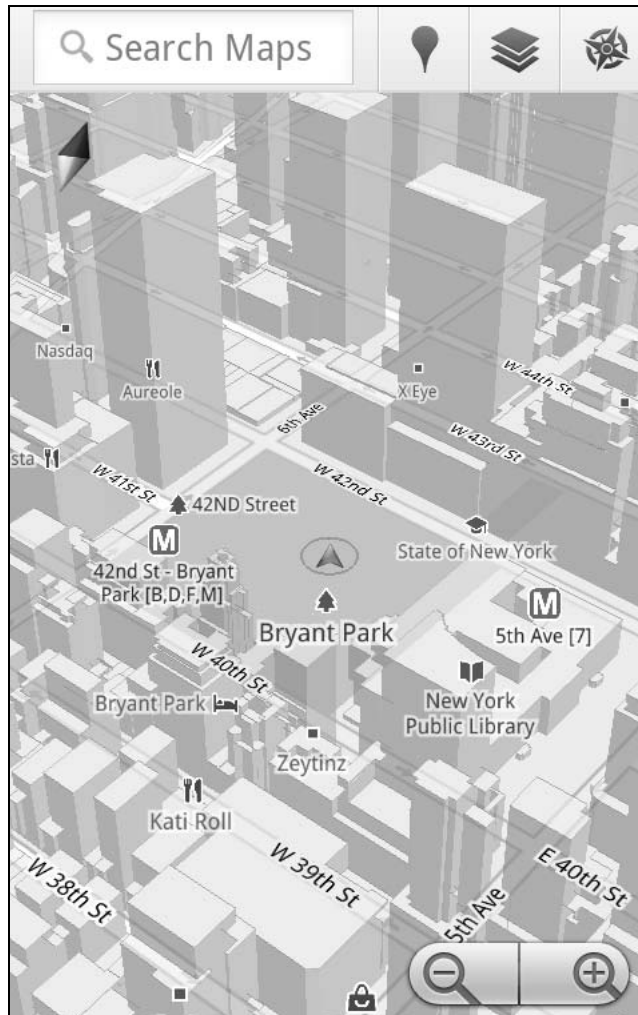 Search Maps
Nasdaq
Aureole
X Eye
W 44th St
6th Ave
W 43rd St
sta
W 41st St
W 42nd St
42ND Street
M
42nd St - Bryant
Park [B,D,F,M]
State of New York
M
5th Ave [7]
Bryant Park
W 40th St
New York
Public Library
Bryant Park
Zeytinz
Kati Roll
W 38th St
W 39th St
E 40th St
5th Ave